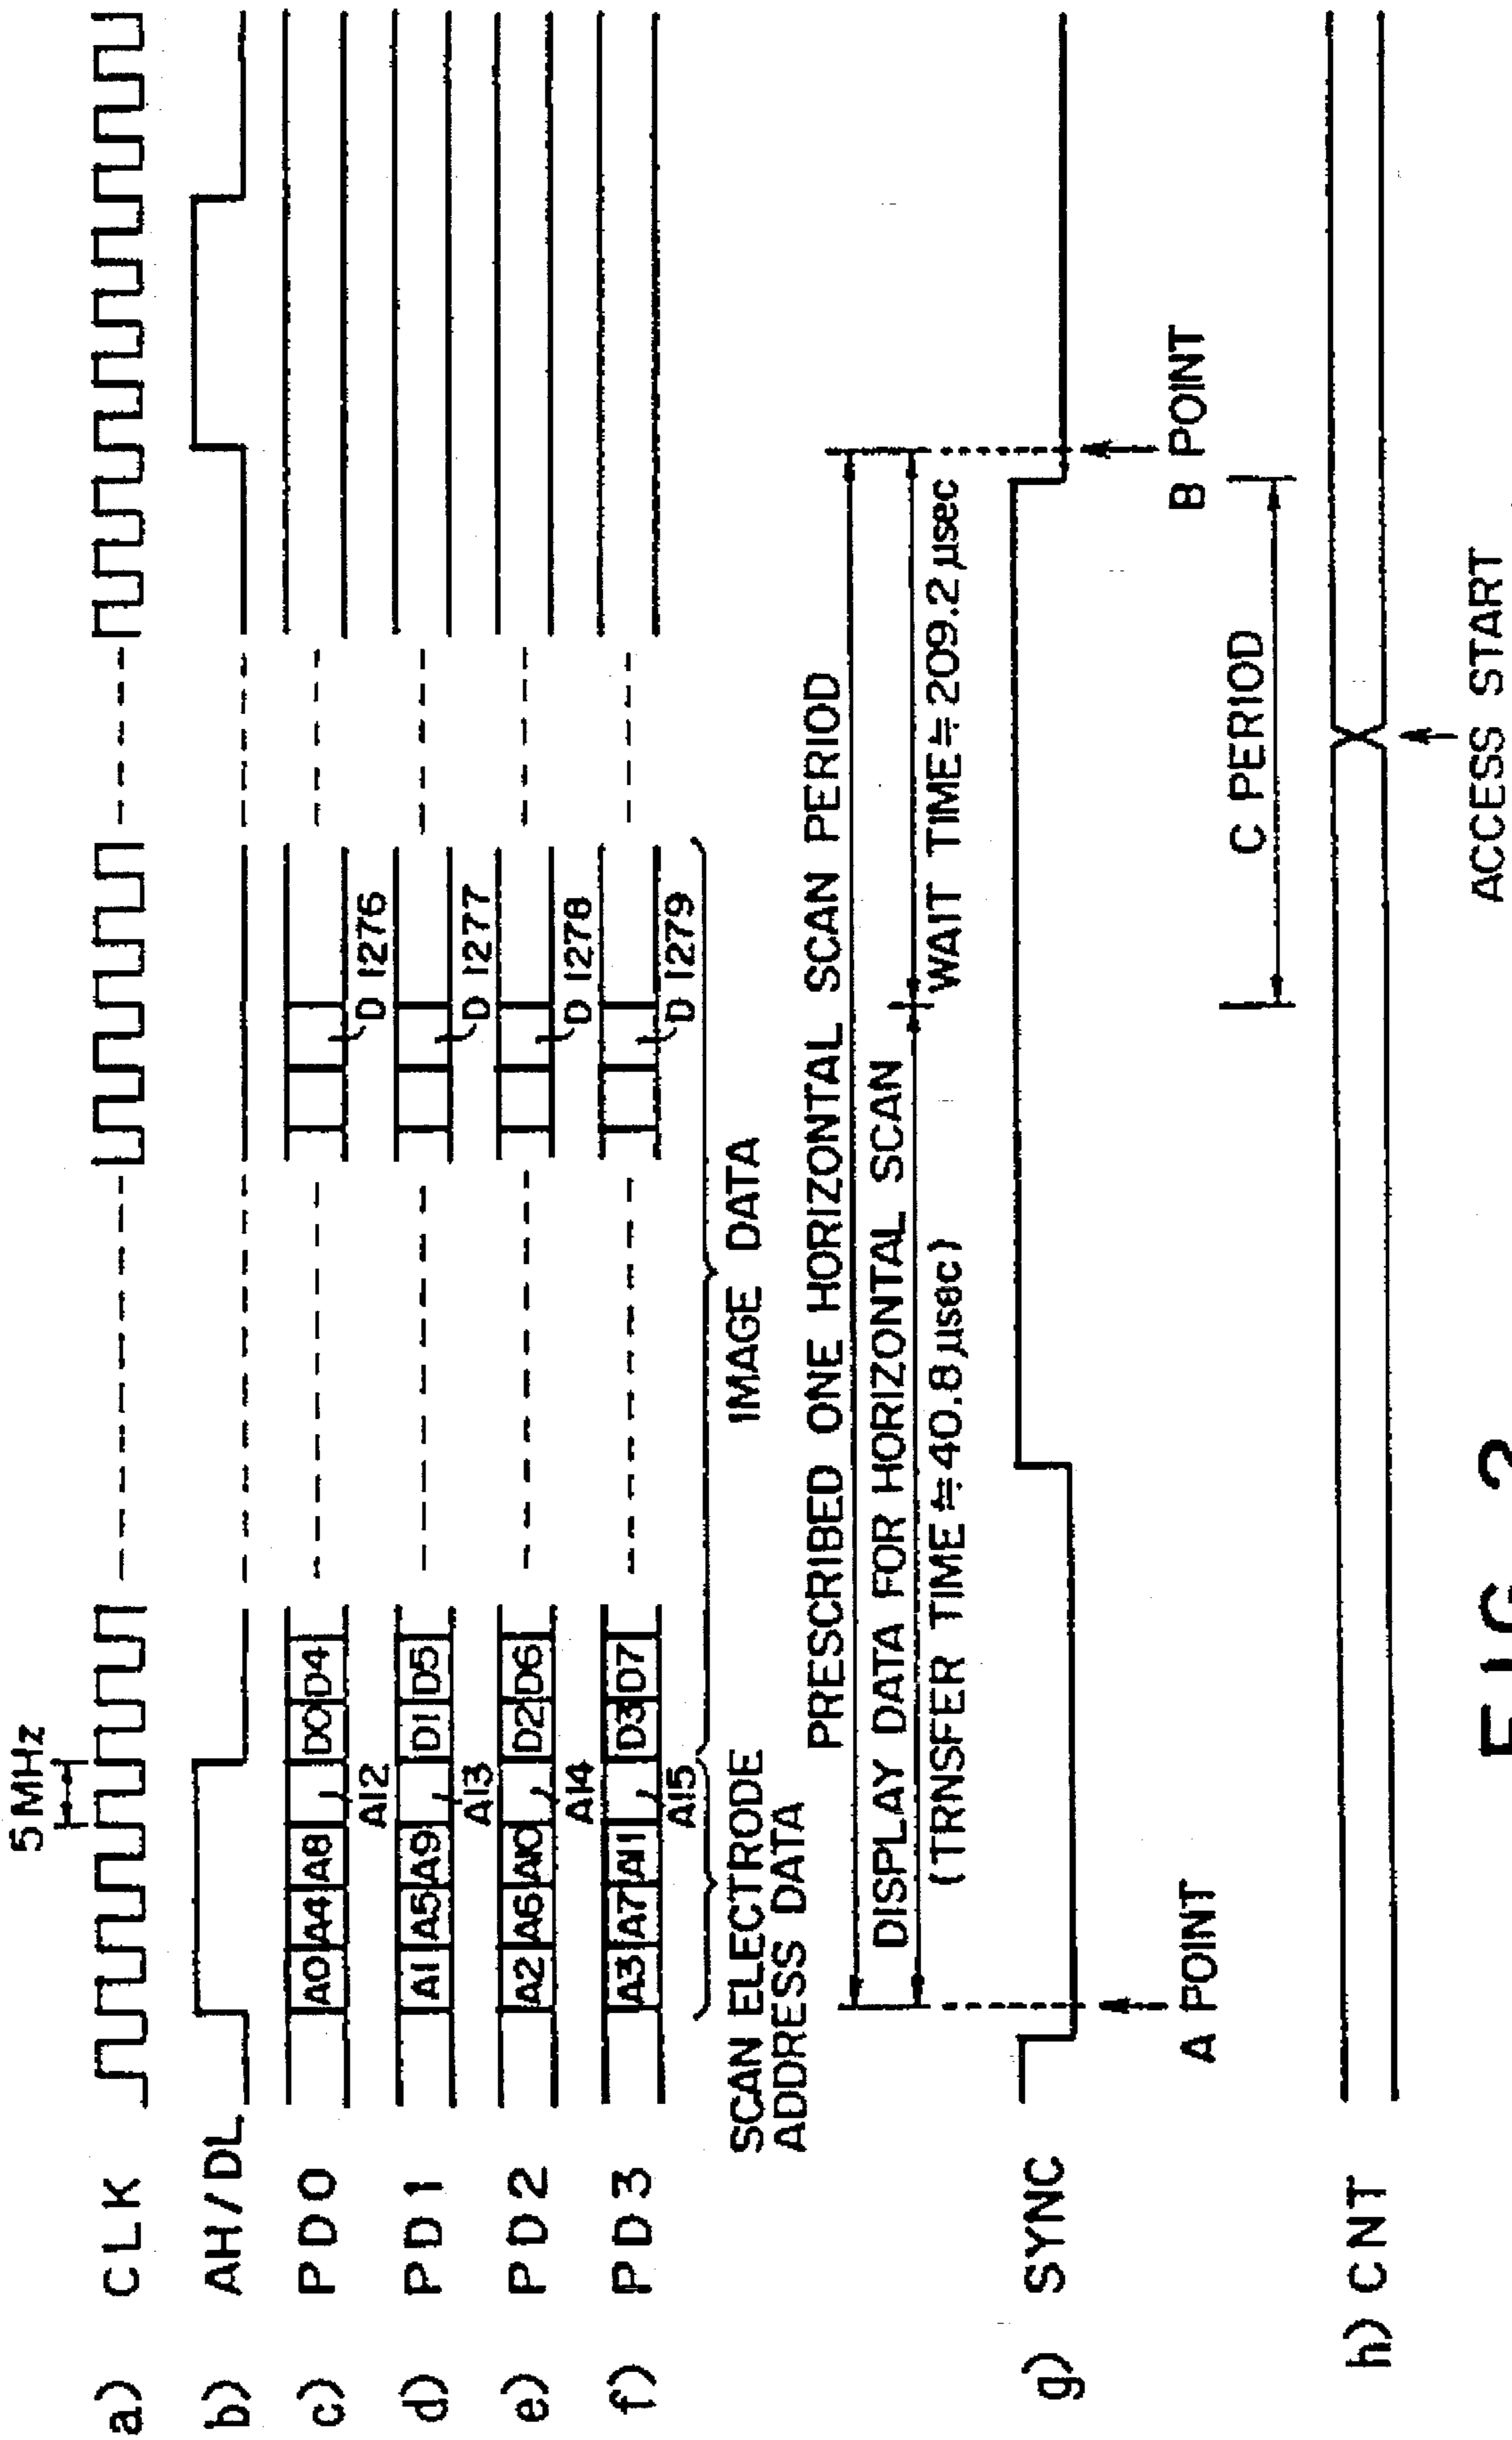 5 MHz
a) CLK
b) AH/DL
c) PD0
A0 A4 A8 D0 D4
A12
D 1276
d) PD1
A1 A5 A9 D1 D5
A13
D 1277
e) PD2
A2 A6 A10 D2 D6
A14
D 1278
f) PD3
A3 A7 A11 D3 D7
A15
D 1279
SCAN ELECTRODE
ADDRESS DATA
IMAGE DATA
PRESCRIBED ONE HORIZONTAL SCAN PERIOD
DISPLAY DATA FOR HORIZONTAL SCAN
(TRNSFER TIME ≒ 40.8 μsec)
WAIT TIME ≒ 209.2 μsec
g) SYNC
A POINT
B POINT
C PERIOD
h) CNT
ACCESS START